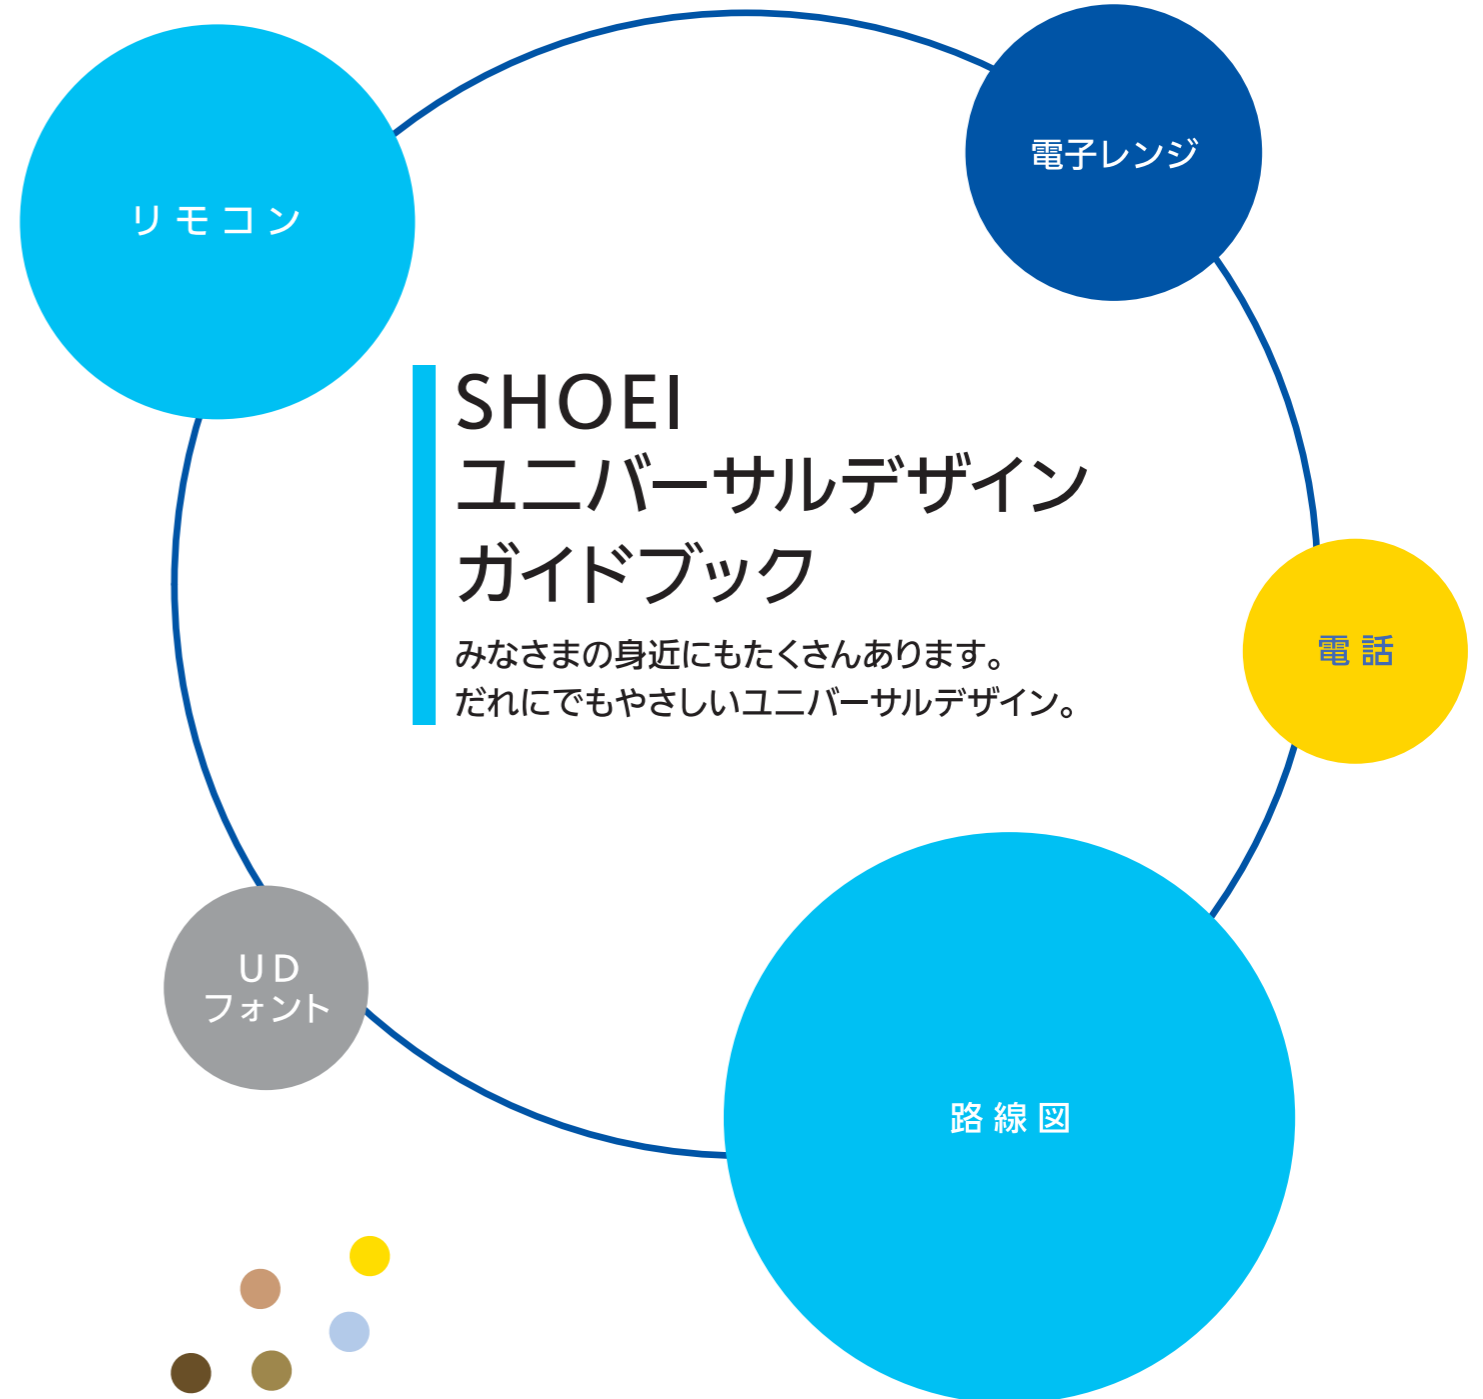 リモコン
電子レンジ
SHOEI
ユニバーサルデザイン
ガイドブック
みなさまの身近にもたくさんあります。
だれにでもやさしいユニバーサルデザイン。
電話
UD
フォント
路線図